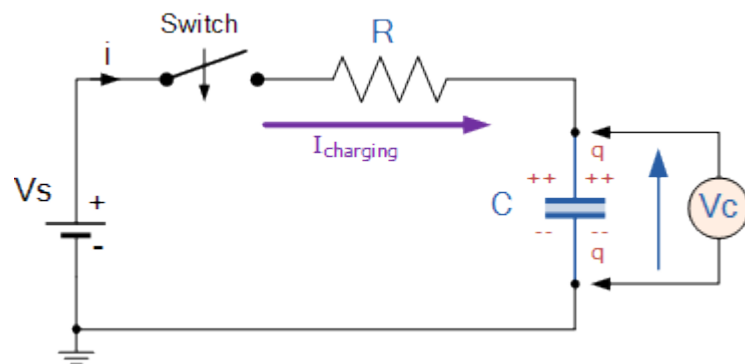 Switch
R
i
I charging
q
++ ++
Vs
+
C
Vc
-- --
-
q